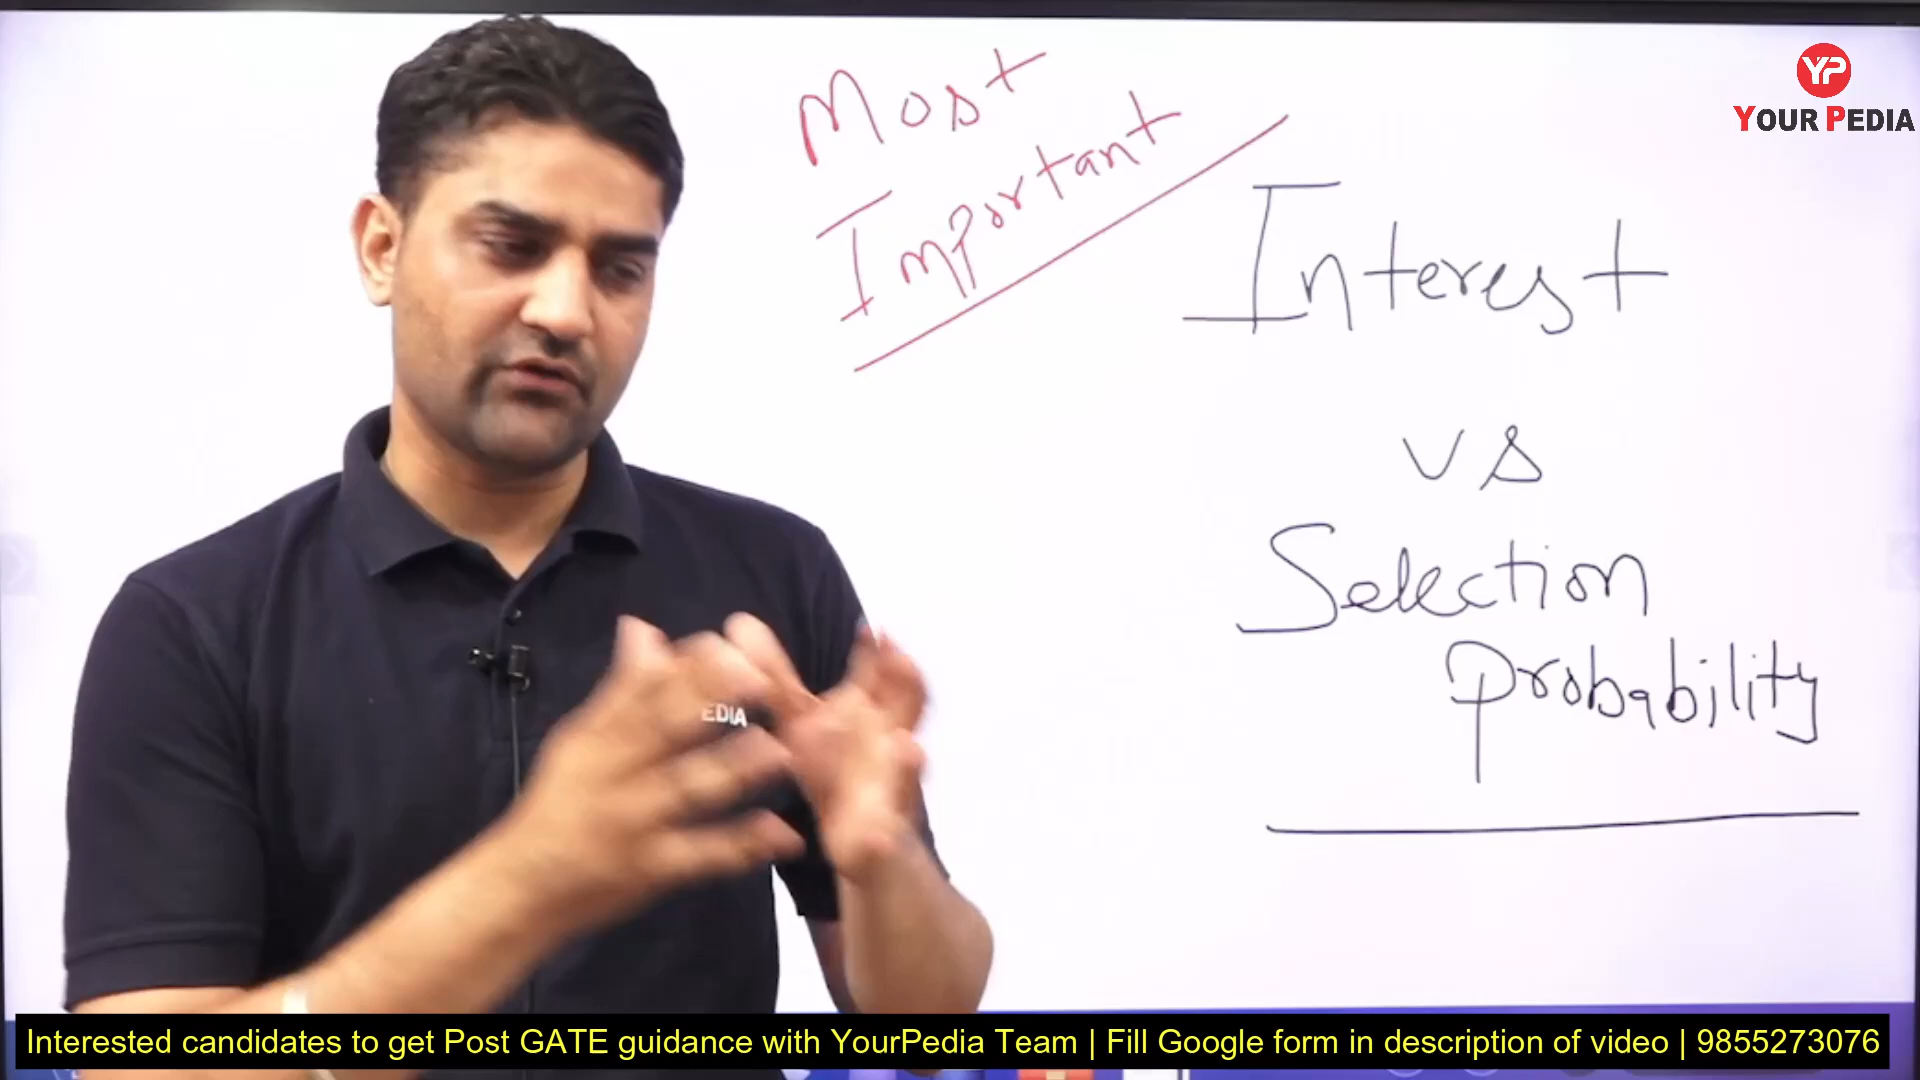 YP
YOUR PEDIA
Most
Important
Interest
vs
Selection
Probability
EDIA
Interested candidates to get Post GATE guidance with YourPedia Team | Fill Google form in description of video | 9855273076